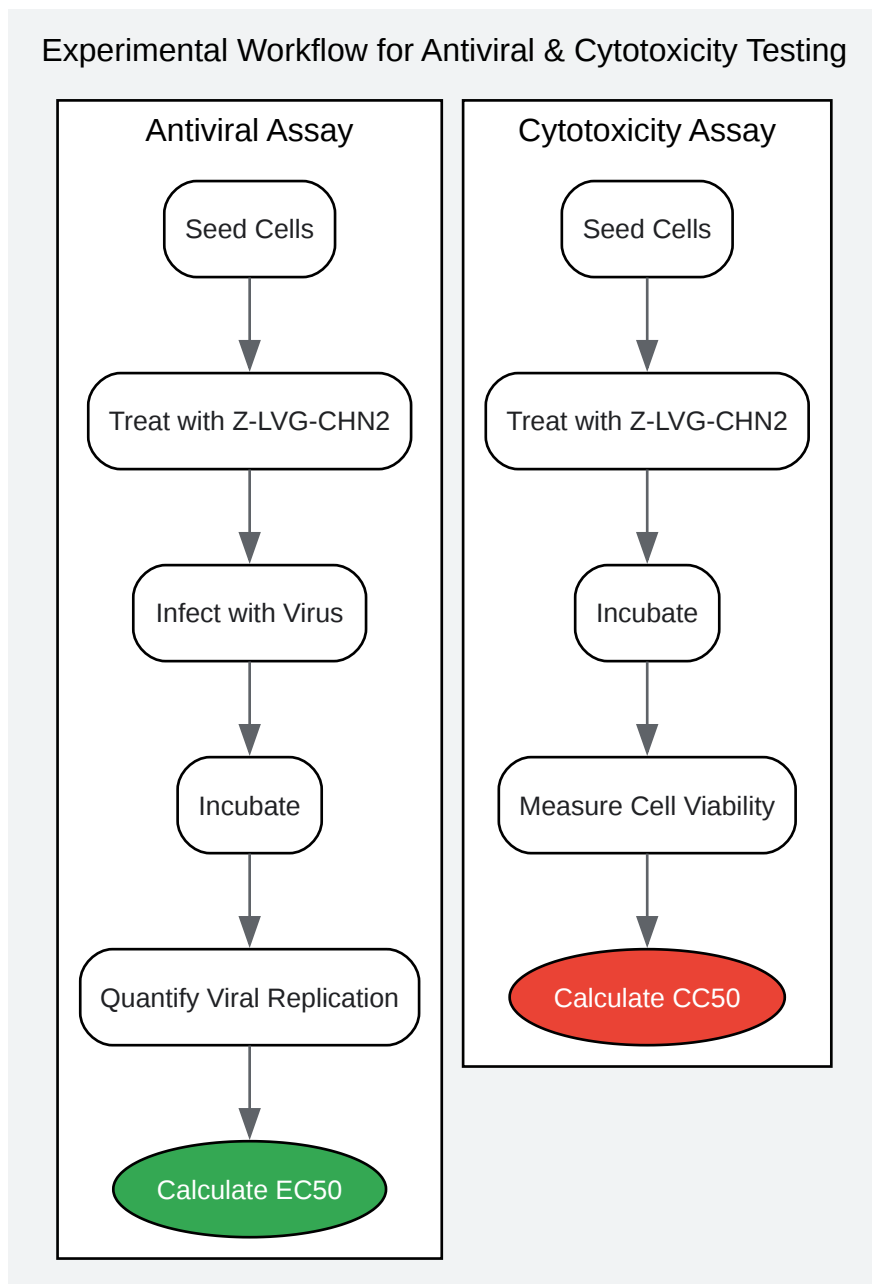 Experimental Workflow for Antiviral & Cytotoxicity Testing
Antiviral Assay
Seed Cells
Treat with Z-LVG-CHN2
Infect with Virus
Incubate
Quantify Viral Replication
Calculate EC50
Cytotoxicity Assay
Seed Cells
Treat with Z-LVG-CHN2
Incubate
Measure Cell Viability
Calculate CC50